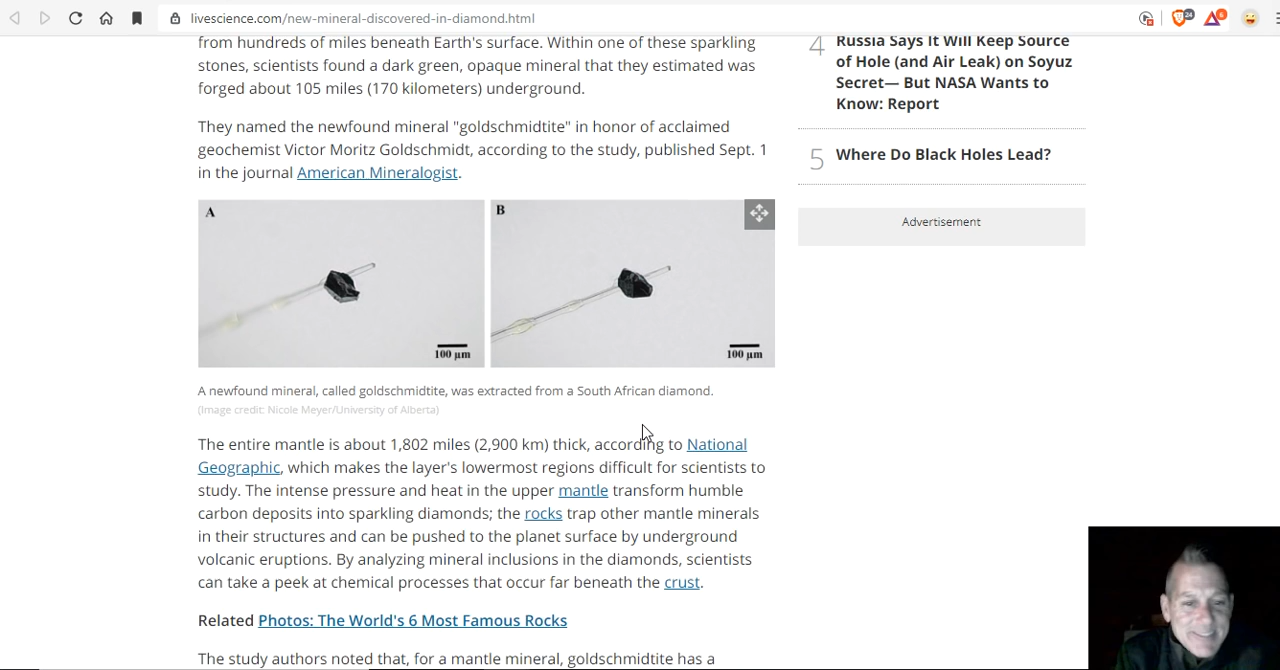 livescience.com/new-mineral-discovered-in-diamond.html
24
6
from hundreds of miles beneath Earth's surface. Within one of these sparkling
stones, scientists found a dark green, opaque mineral that they estimated was
forged about 105 miles (170 kilometers) underground.
They named the newfound mineral "goldschmidtite" in honor of acclaimed
geochemist Victor Moritz Goldschmidt, according to the study, published Sept. 1
in the journal American Mineralogist.
A
100 μm
B
100 μm
A newfound mineral, called goldschmidtite, was extracted from a South African diamond.
(Image credit: Nicole Meyer/University of Alberta)
The entire mantle is about 1,802 miles (2,900 km) thick, according to National
Geographic, which makes the layer's lowermost regions difficult for scientists to
study. The intense pressure and heat in the upper mantle transform humble
carbon deposits into sparkling diamonds; the rocks trap other mantle minerals
in their structures and can be pushed to the planet surface by underground
volcanic eruptions. By analyzing mineral inclusions in the diamonds, scientists
can take a peek at chemical processes that occur far beneath the crust.
Related Photos: The World's 6 Most Famous Rocks
The study authors noted that, for a mantle mineral, goldschmidtite has a
4
Russia Says It Will Keep Source
of Hole (and Air Leak) on Soyuz
Secret— But NASA Wants to
Know: Report
5
Where Do Black Holes Lead?
Advertisement